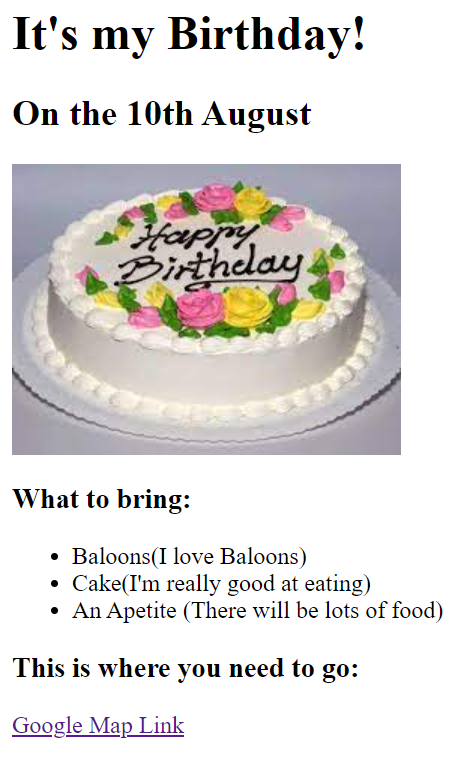 It's my Birthday!
On the 10th August
Happy
Birthday
What to bring:
Baloons(I love Baloons)
Cake(I'm really good at eating)
An Apetite (There will be lots of food)
This is where you need to go:
Google Map Link